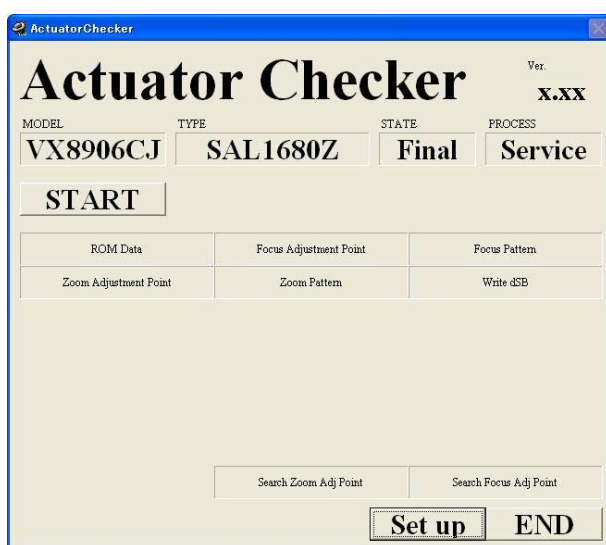 ActuatorChecker
Actuator Checker
Ver.
x.xx
MODEL TYPE STATE PROCESS
VX8906CJ SAL1680Z Final Service
START
ROM Data Focus Adjustment Point Focus Pattern
Zoom Adjustment Point Zoom Pattern Write dSB
Search Zoom Adj Point Search Focus Adj Point
Set up END